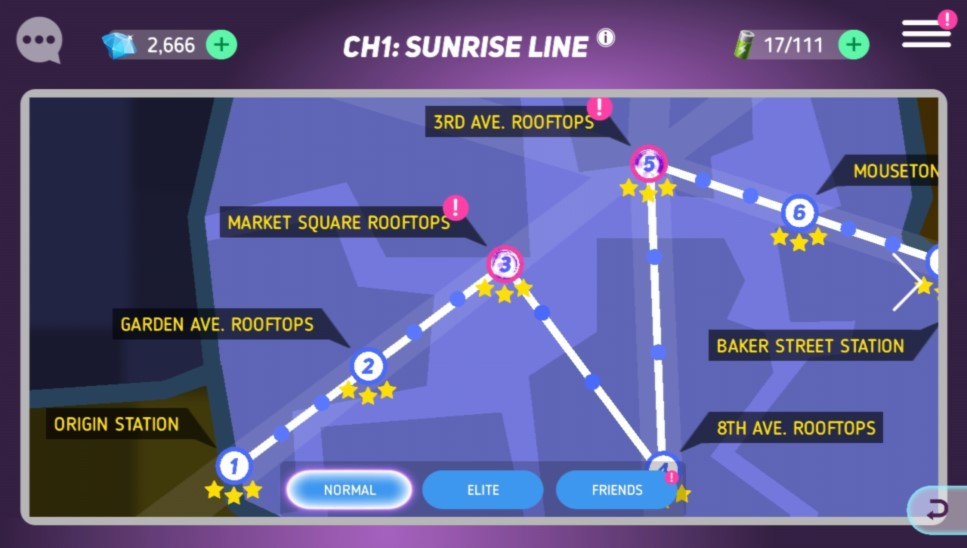 2,666
CH1: SUNRISE LINE
17/111
3RD AVE. ROOFTOPS
5
MOUSETON
6
MARKET SQUARE ROOFTOPS
3
GARDEN AVE. ROOFTOPS
2
BAKER STREET STATION
ORIGIN STATION
1
8TH AVE. ROOFTOPS
4
NORMAL
ELITE
FRIENDS